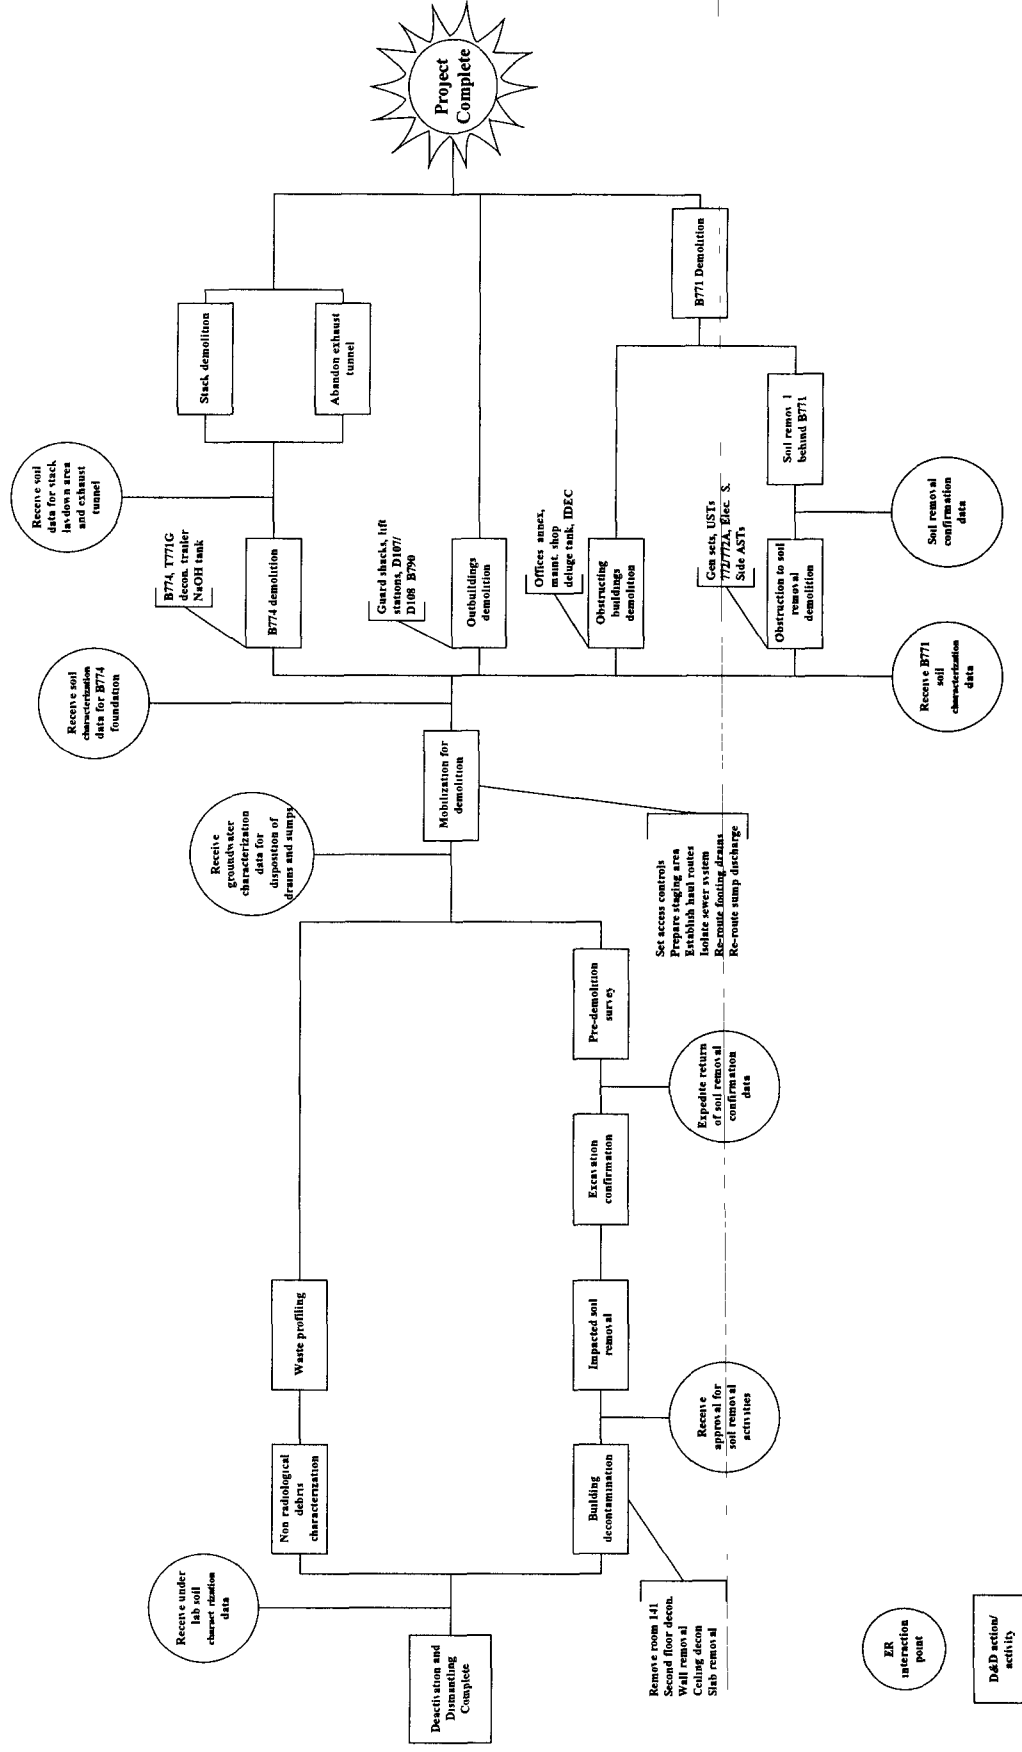 Deactivation and
Dismantling
Complete
Receive under
lab soil
charact rization
data
Non radiological
debris
characterization
Waste profiling
Building
decontamination
Remove room 141
Second floor decon.
Wall removal
Ceiling decon
Slab removal
Receive
approval for
soil removal
activities
Impacted soil
removal
Excavation
confirmation
Expedite return
of soil removal
confirmation
data
Pre-demolition
survey
Receive
groundwater
characterization
data for
disposition of
drains and sumps
Mobilization for
demolition
Set access controls
Prepare staging area
Establish haul routes
Isolate sewer system
Re-route footing drains
Re-route sump discharge
Receive soil
characterization
data for B774
foundation
B774 demolition
B774, T771G
decon. trailer
NaOH tank
Receive soil
data for stack
laydown area
and exhaust
tunnel
Stack demolition
Abandon exhaust
tunnel
Outbuildings
demolition
Guard shacks, lift
stations, D107/
D108 B790
Obstructing
buildings
demolition
Offices annex,
maint. shop
deluge tank, IDEC
Obstruction to soil
removal
demolition
Gen sets, USTs
772/772A, Elec. S.
Side ASTs
Receive B771
soil
characterization
data
Soil removal
confirmation
data
Soil remov l
behind B771
B771 Demolition
Project
Complete
ER
interaction
point
D&D action/
activity